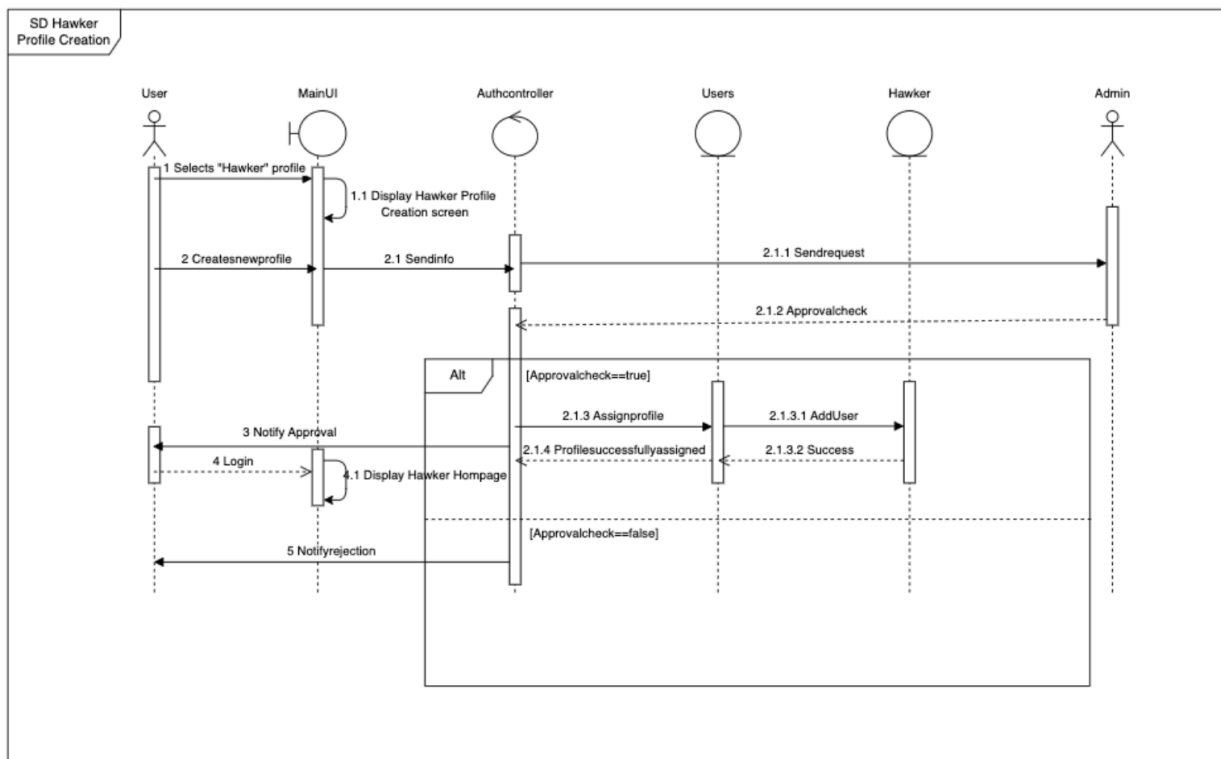 SD Hawker
Profile Creation
User
MainUI
Authcontroller
Users
Hawker
Admin
1 Selects "Hawker" profile
1.1 Display Hawker Profile
Creation screen
2 Createsnewprofile
2.1 Sendinfo
2.1.1 Sendrequest
2.1.2 Approvalcheck
Alt
[Approvalcheck==true]
2.1.3 Assignprofile
2.1.3.1 AddUser
3 Notify Approval
2.1.4 Profilesuccessfullyassigned
2.1.3.2 Success
4 Login
4.1 Display Hawker Hompage
[Approvalcheck==false]
5 Notifyrejection